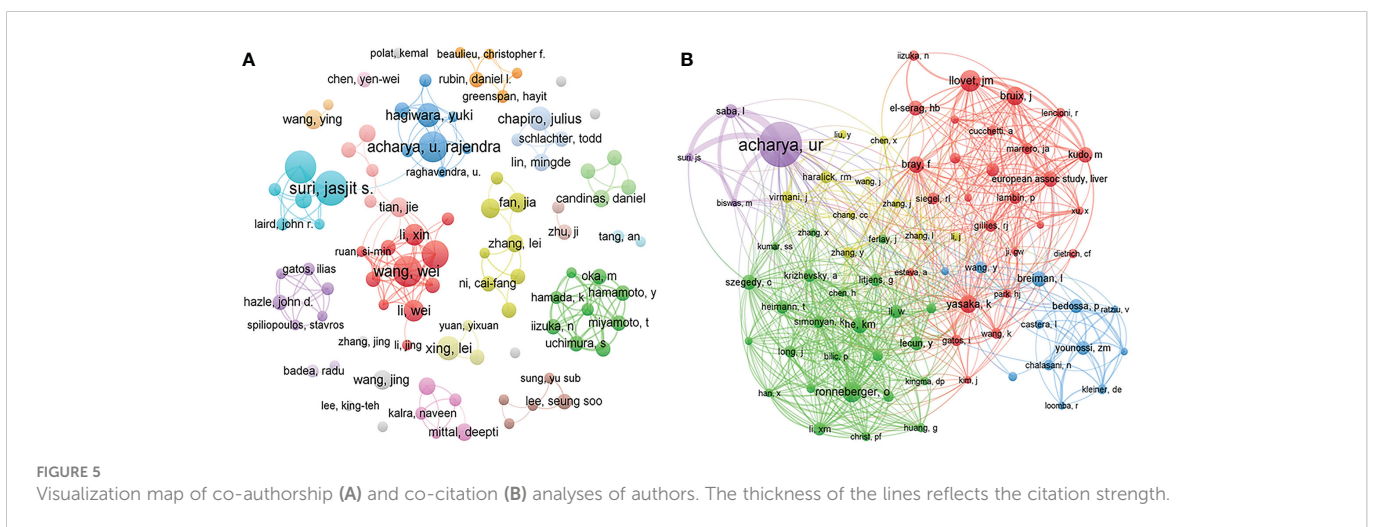 A
polat, kemal
beaulieu, christopher f.
chen, yen-wei
rubin, daniel l.
greenspan, hayit
wang, ying
hagiwara, yuki
chapiro, julius
schlachter, todd
acharya, u. rajendra
lin, mingde
raghavendra, u.
suri, jasjit s.
candinas, daniel
fan, jia
tian, jie
laird, john r.
zhu, ji
tang, an
li, xin
zhang, lei
ruan, si-min
wang, wei
gatos, ilias
oka, m
ni, cai-fang
hamada, k
hamamoto, y
hazle, john d.
li, wei
iizuka, n
miyamoto, t
spiliopoulos, stavros
yuan, yixuan
uchimura, s
zhang, jing
li, jing
xing, lei
badea, radu
wang, jing
sung, yu sub
lee, king-teh
kalra, naveen
lee, seung soo
mittal, deepti
B
iizuka, n
llovet, jm
bruix, j
saba, l
el-serag, hb
lencioni, r
liu, y
chen, x
cucchetti, a
acharya, ur
marrero, ja
kudo, m
suri, js
bray, f
haralick, rm
wang, j
european assoc study, liver
biswas, m
virmani, j
zhang, j
siegel, rl
lambin, p
chang, cc
xu, x
zhang, x
gillies, rj
kumar, ss
ferlay, j
zhang, l
li, j
zhang, y
ji, gw
dietrich, cf
szegedy, c
krizhevsky, a
litjens, g
esteva, a
wang, y
breiman, l
chen, h
park, hj
heimann, t
li, w
yasaka, k
bedossa, p
ratziu, v
simonyan, k
he, km
castera, l
wang, k
long, j
bilic, p
lecun, y
gatos, i
younossi, zm
chalasani, n
han, x
ronneberger, o
kingma, dp
kim, j
kleiner, de
loomba, r
li, xm
christ, pf
huang, g
FIGURE 5
Visualization map of co-authorship (A) and co-citation (B) analyses of authors. The thickness of the lines reflects the citation strength.